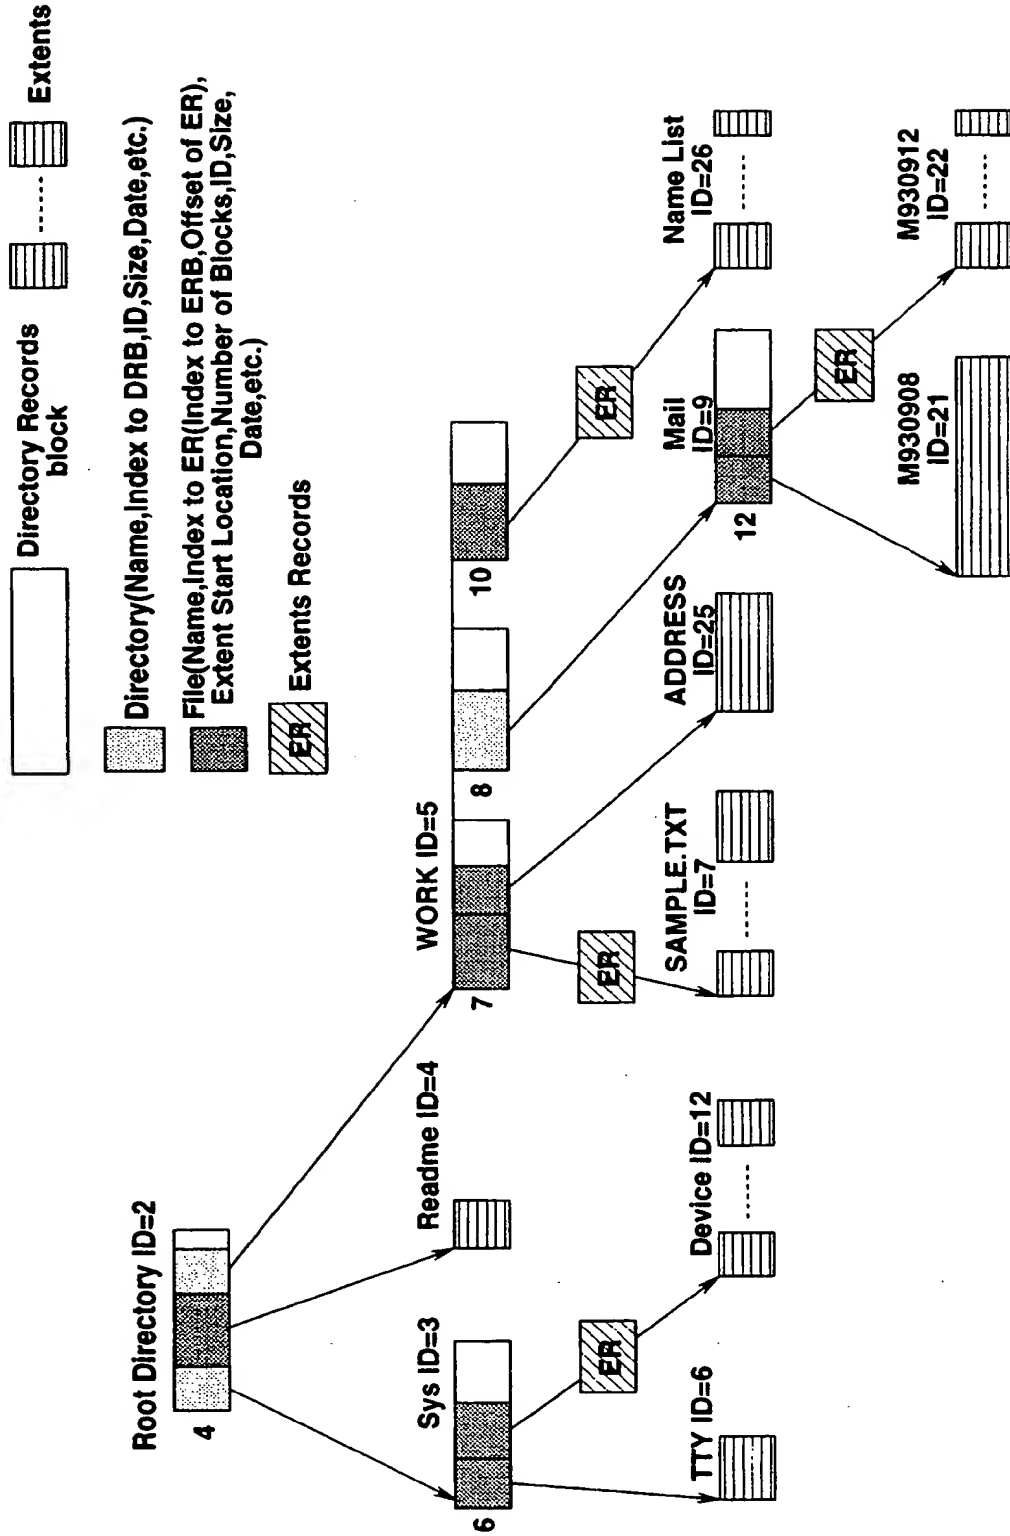 Directory Records
block
Extents
Directory(Name,Index to DRB,ID,Size,Date,etc.)
File(Name,Index to ER(Index to ERB,Offset of ER),
Extent Start Location,Number of Blocks,ID,Size,
Date,etc.)
ER
Extents Records
Root Directory ID=2
4
Sys ID=3
6
Readme ID=4
WORK ID=5
7
8
10
TTY ID=6
ER
Device ID=12
ER
SAMPLE.TXT
ID=7
ADDRESS
ID=25
Mail
ID=9
12
ER
Name List
ID=26
M930908
ID=21
ER
M930912
ID=22